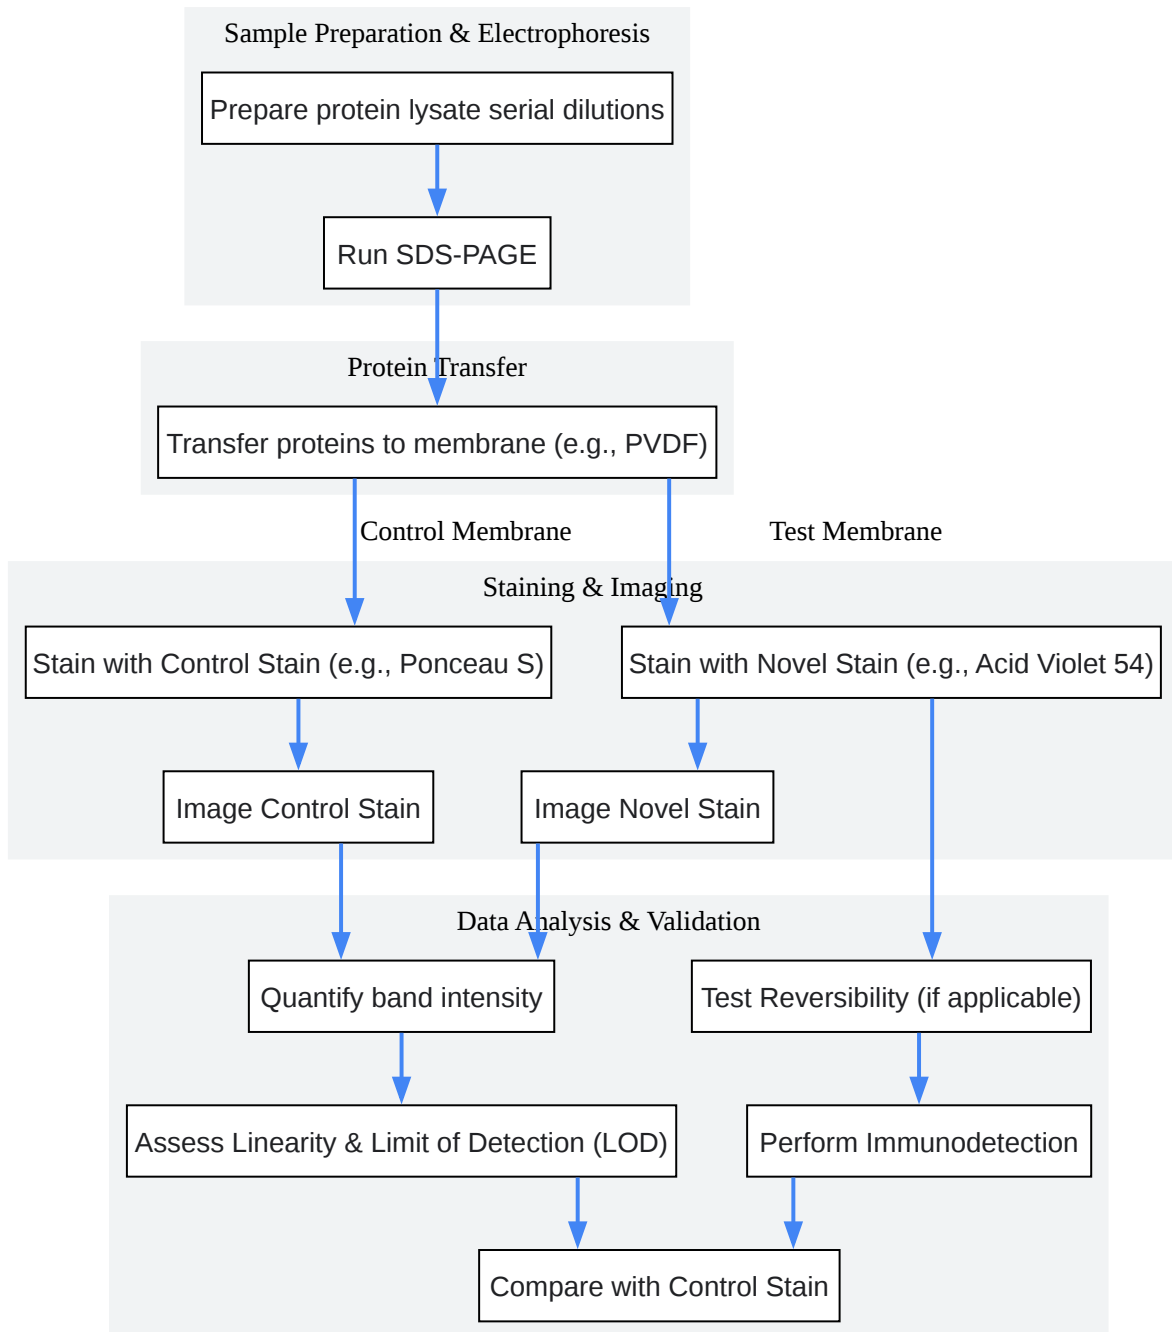 Sample Preparation & Electrophoresis
Prepare protein lysate serial dilutions
Run SDS-PAGE
Protein Transfer
Transfer proteins to membrane (e.g., PVDF)
Control Membrane
Test Membrane
Staining & Imaging
Stain with Control Stain (e.g., Ponceau S)
Stain with Novel Stain (e.g., Acid Violet 54)
Image Control Stain
Image Novel Stain
Data Analysis & Validation
Quantify band intensity
Test Reversibility (if applicable)
Assess Linearity & Limit of Detection (LOD)
Perform Immunodetection
Compare with Control Stain